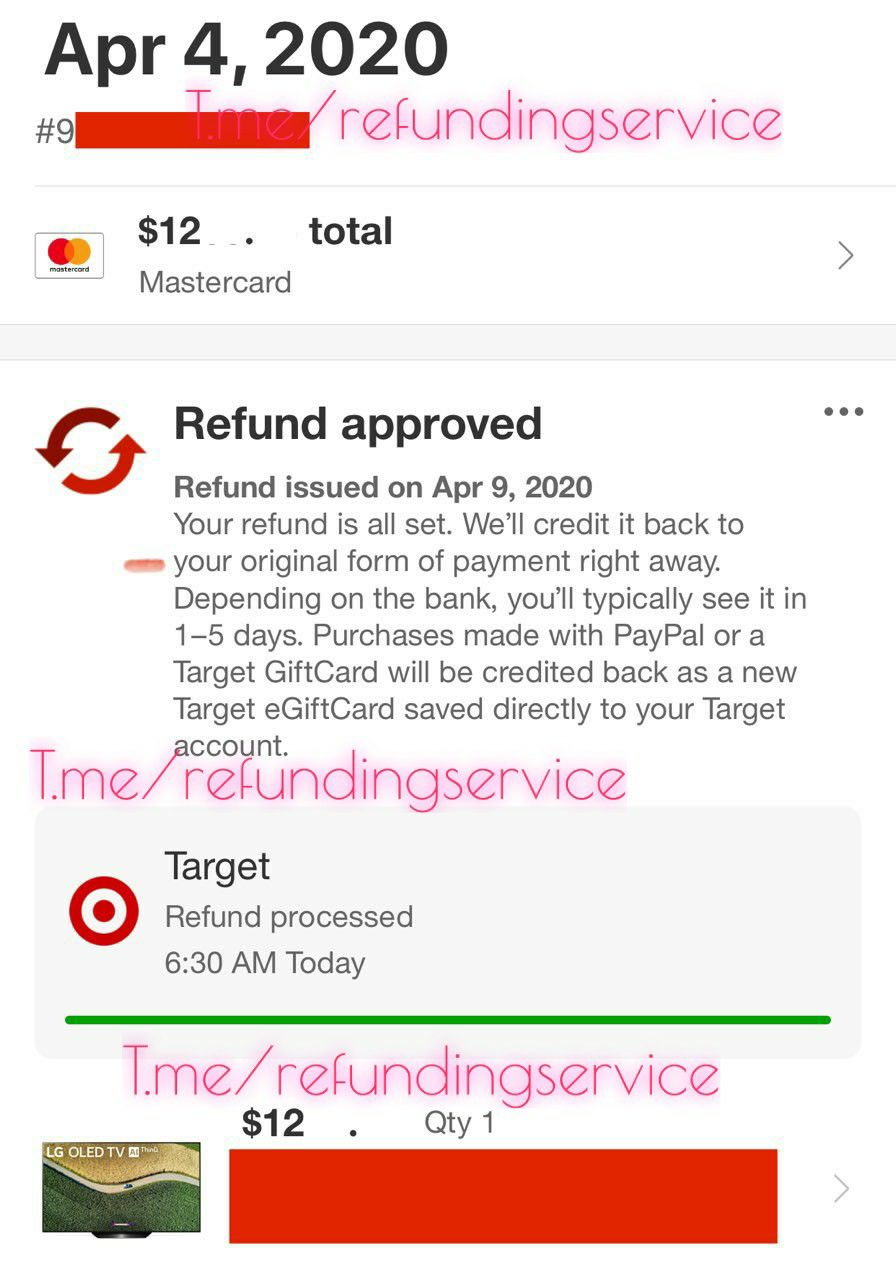 Apr 4, 2020
T.me/refundingservice
#9
$12 . total
mastercard
Mastercard
Refund approved
Refund issued on Apr 9, 2020
Your refund is all set. We'll credit it back to
your original form of payment right away.
Depending on the bank, you'll typically see it in
1–5 days. Purchases made with PayPal or a
Target GiftCard will be credited back as a new
Target eGiftCard saved directly to your Target
account.
T.me/refundingservice
Target
Refund processed
6:30 AM Today
T.me/refundingservice
$12 . Qty 1
LG OLED TV AI ThinQ